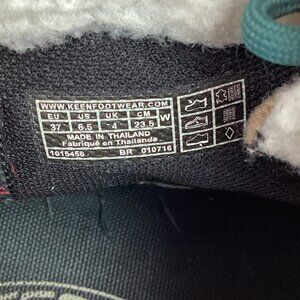 WWW.KEENFOOTWEAR.COM
EU US UK CM W
37 6.5 4 23.5
MADE IN THAILAND
Fabriqué en Thaïlande
1015458 BR 010716